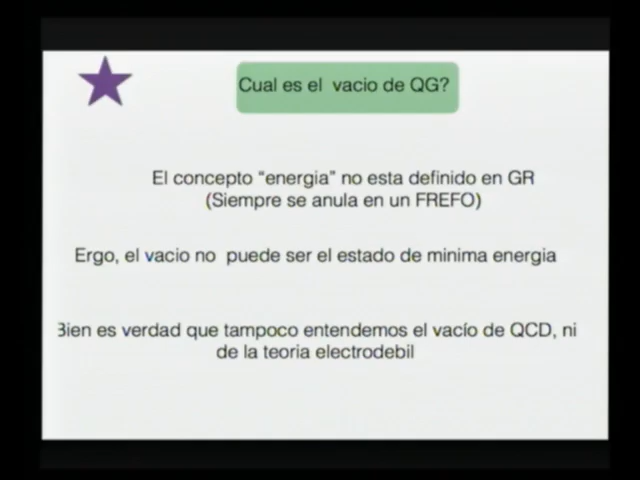 Cual es el vacio de QG?
El concepto “energia” no esta definido en GR
(Siempre se anula en un FREFO)
Ergo, el vacio no puede ser el estado de minima energia
Bien es verdad que tampoco entendemos el vacío de QCD, ni
de la teoria electrodebil